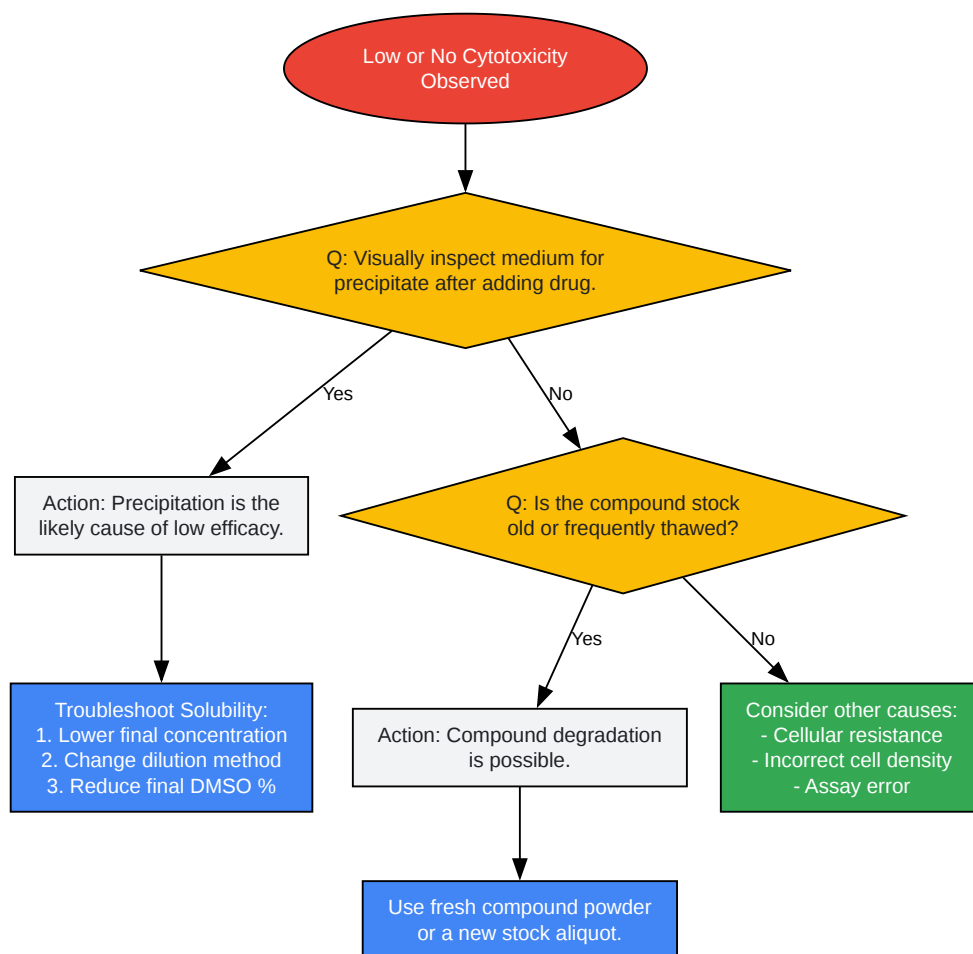 Low or No Cytotoxicity
Observed
Q: Visually inspect medium for
precipitate after adding drug.
Yes
No
Action: Precipitation is the
likely cause of low efficacy.
Q: Is the compound stock
old or frequently thawed?
Yes
No
Troubleshoot Solubility:
1. Lower final concentration
2. Change dilution method
3. Reduce final DMSO %
Action: Compound degradation
is possible.
Consider other causes:
- Cellular resistance
- Incorrect cell density
- Assay error
Use fresh compound powder
or a new stock aliquot.